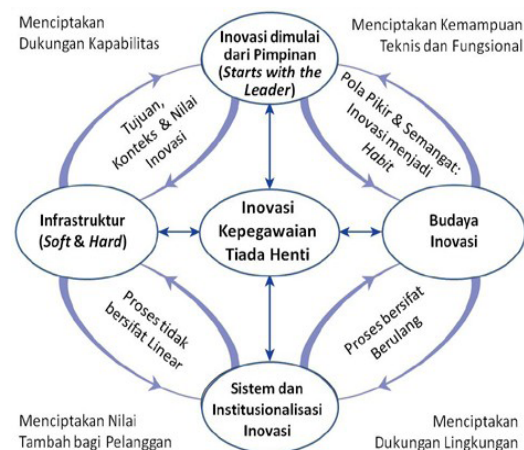 Menciptakan
Dukungan Kapabilitas
Inovasi dimulai
dari Pimpinan
(Starts with the
Leader)
Menciptakan Kemampuan
Teknis dan Fungsional
Tujuan,
Konteks & Nilai
Inovasi
Pola Pikir & Semangat:
Inovasi menjadi
Habit
Infrastruktur
(Soft & Hard)
Inovasi
Kepegawaian
Tiada Henti
Budaya
Inovasi
Proses tidak
bersifat Linear
Proses bersifat
Berulang
Sistem dan
Institusionalisasi
Inovasi
Menciptakan Nilai
Tambah bagi Pelanggan
Menciptakan
Dukungan Lingkungan